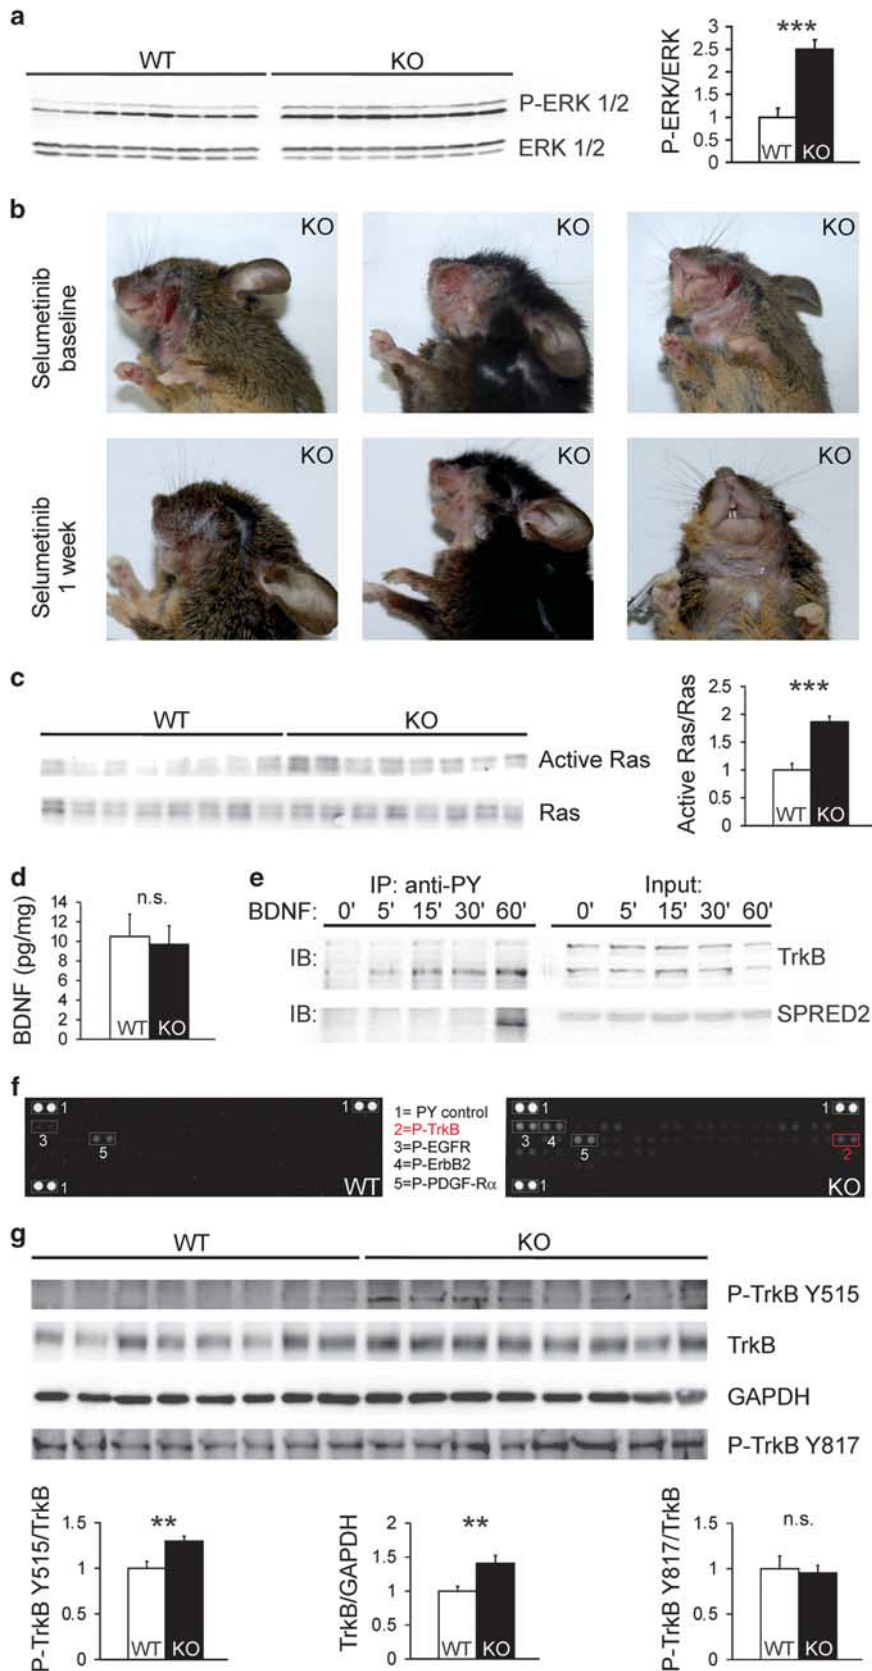 a
WT
KO
P-ERK 1/2
ERK 1/2
***
P-ERK/ERK
3
2.5
2
1.5
1
0.5
0
WT
KO
b
Selumetinib
baseline
KO
KO
KO
Selumetinib
1 week
KO
KO
KO
c
WT
KO
Active Ras
Ras
***
Active Ras/Ras
2.5
2
1.5
1
0.5
0
WT
KO
d
n.s.
BDNF (pg/mg)
14
12
10
8
6
4
2
0
WT
KO
e
IP: anti-PY
Input:
BDNF: 0' 5' 15' 30' 60' 0' 5' 15' 30' 60'
IB:
TrkB
IB:
SPRED2
f
1
1
3
5
1
WT
1= PY control
2=P-TrkB
3=P-EGFR
4=P-ErbB2
5=P-PDGF-Rα
1
1
3
4
5
2
1
KO
g
WT
KO
P-TrkB Y515
TrkB
GAPDH
P-TrkB Y817
P-TrkB Y515/TrkB
1.5
1
0.5
0
**
WT
KO
TrkB/GAPDH
2
1.5
1
0.5
0
**
WT
KO
P-TrkB Y817/TrkB
1.5
1
0.5
0
n.s.
WT
KO